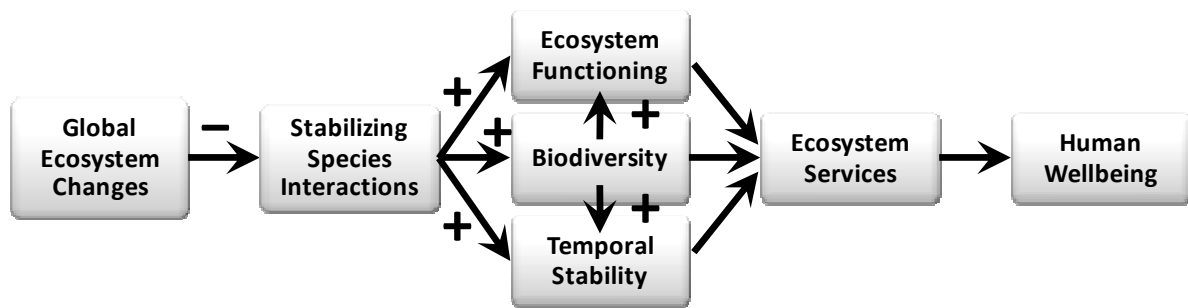 Global
Ecosystem
Changes
−
Stabilizing
Species
Interactions
+
+
+
Ecosystem
Functioning
+
Biodiversity
+
Temporal
Stability
Ecosystem
Services
Human
Wellbeing